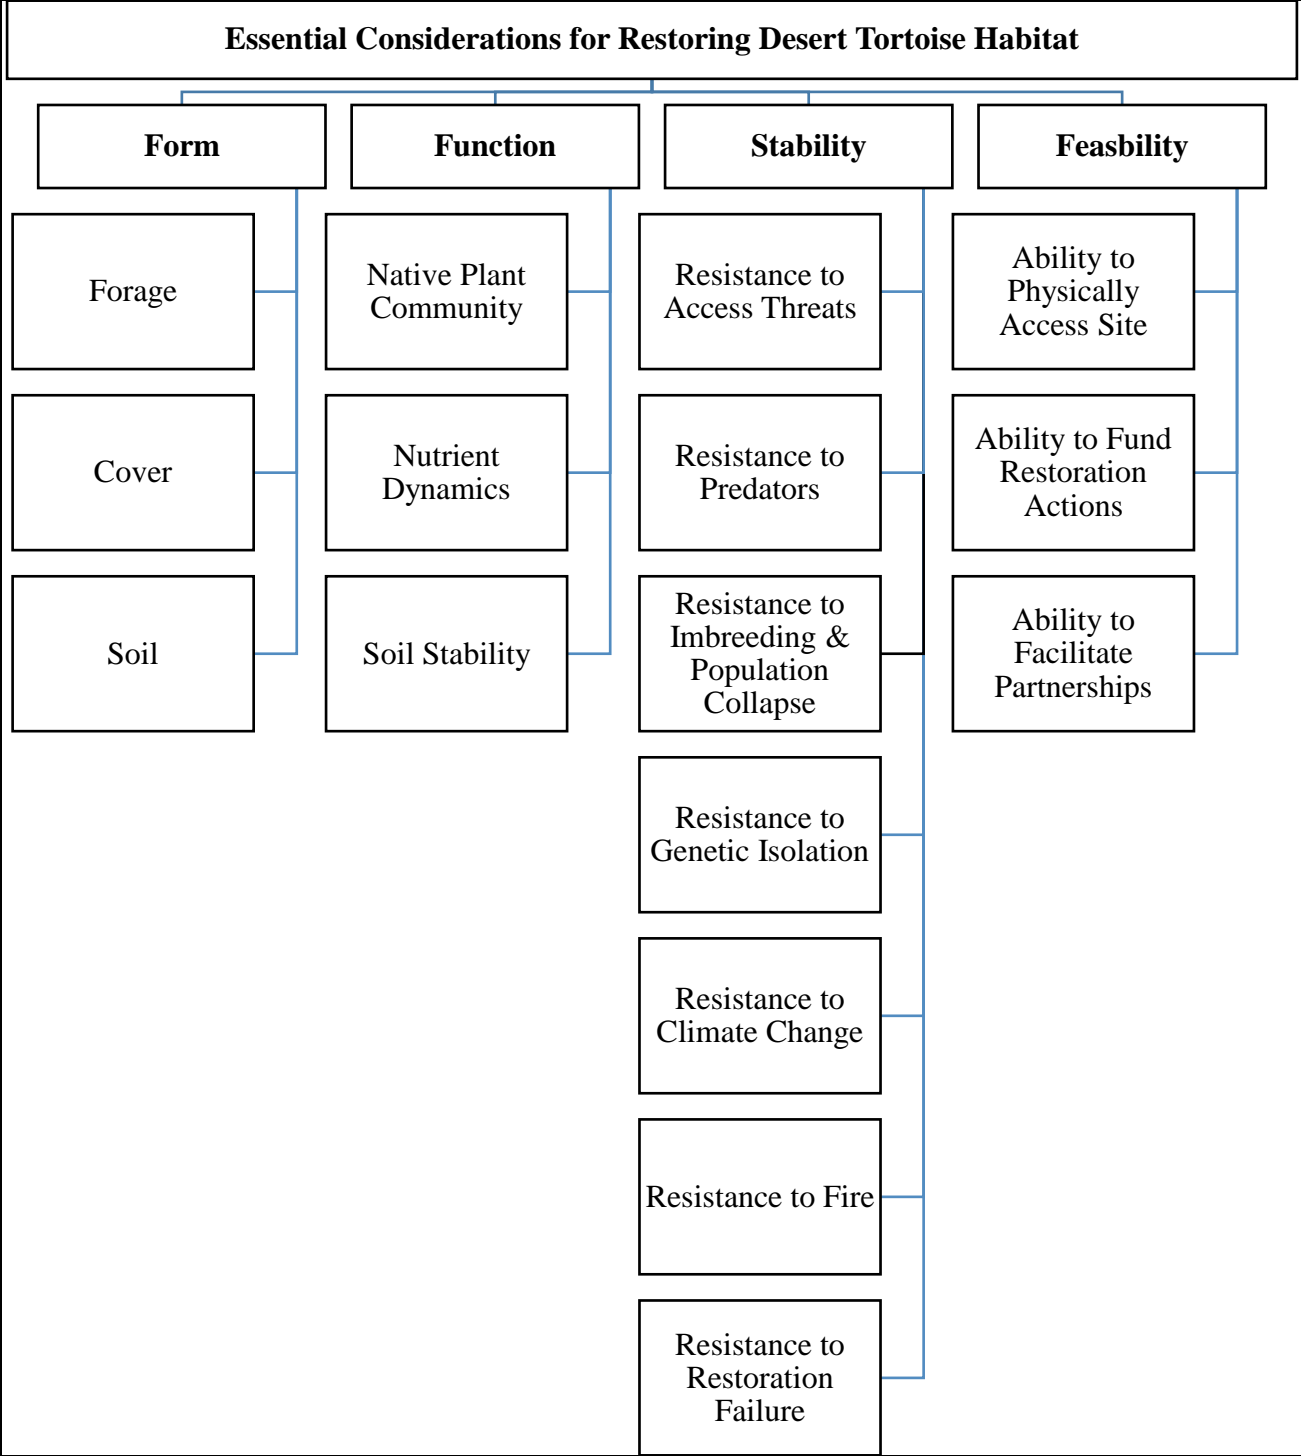 Essential Considerations for Restoring Desert Tortoise Habitat
Form
Function
Stability
Feasbility
Forage
Cover
Soil
Native Plant
Community
Nutrient
Dynamics
Soil Stability
Resistance to
Access Threats
Resistance to
Predators
Resistance to
Imbreeding &
Population
Collapse
Resistance to
Genetic Isolation
Resistance to
Climate Change
Resistance to Fire
Resistance to
Restoration
Failure
Ability to
Physically
Access Site
Ability to Fund
Restoration
Actions
Ability to
Facilitate
Partnerships